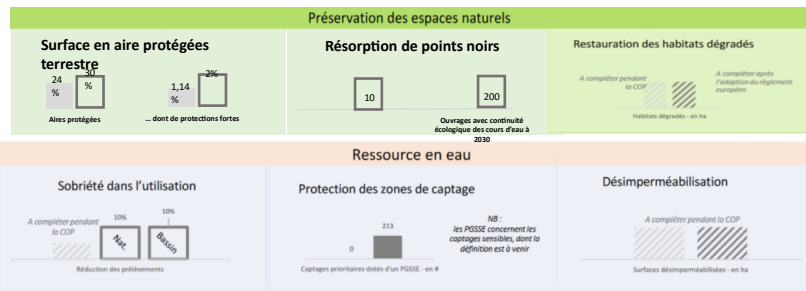 Préservation des espaces naturels
Surface en aire protégées
terrestre
24
%
30
%
1,14
%
2%
Aires protégées
... dont de protections fortes
Résorption de points noirs
10
200
Ouvrages avec continuité
écologique des cours d'eau à
2030
Restauration des habitats dégradés
A compléter pendant
la COP
A compléter après
l'adoption du règlement
européen
Habitats dégradés - en ha
Ressource en eau
Sobriété dans l'utilisation
A compléter pendant
la COP
10%
10%
Nat.
Bassin
Réduction des prélèvements
Protection des zones de captage
0
213
NB :
les PGSSE concernent les
captages sensibles, dont la
définition est à venir
Captages prioritaires dotés d'un PGSSE - en #
Désimperméabilisation
A compléter pendant la COP
Surfaces désimperméabilisées - en ha